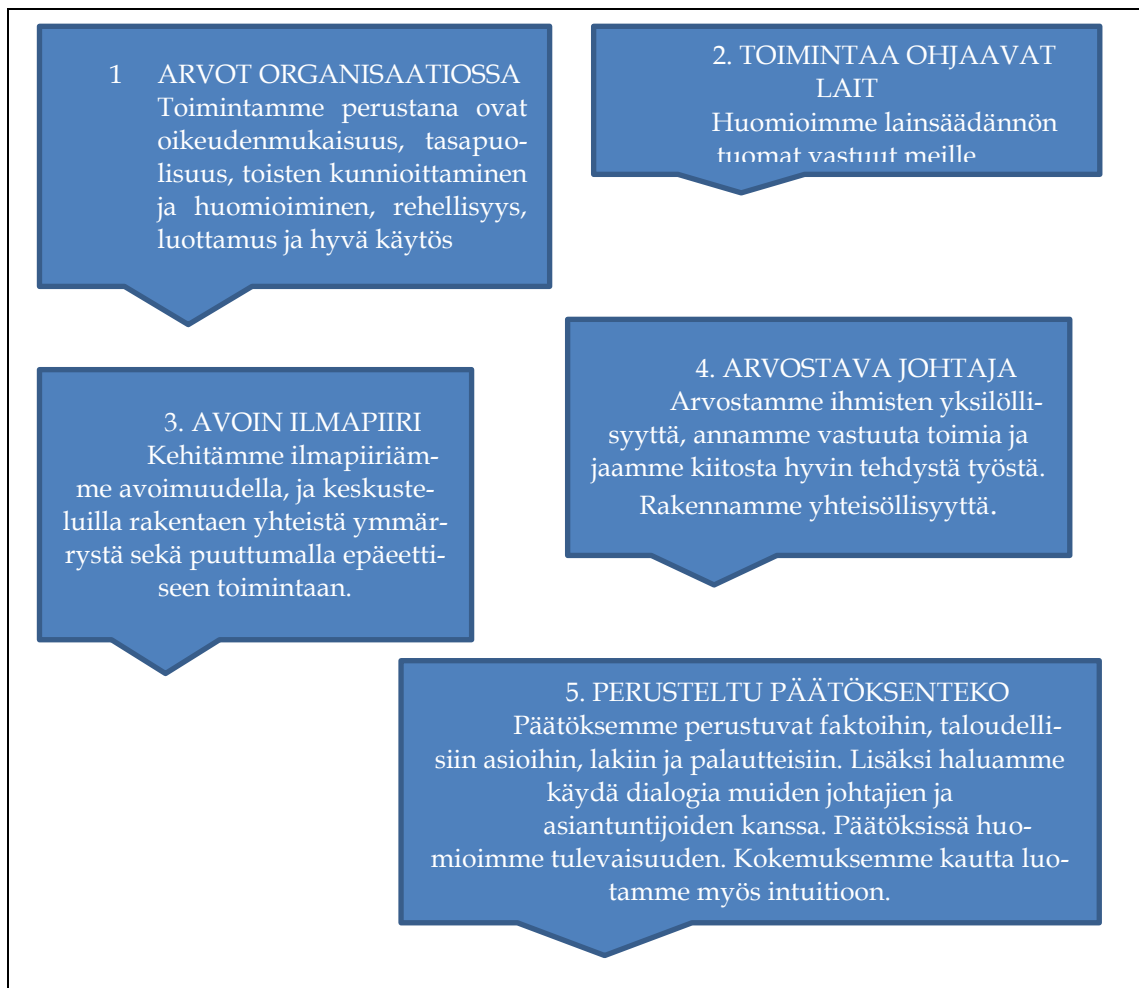 1 ARVOT ORGANISAATIOSSA
Toimintamme perustana ovat
oikeudenmukaisuus, tasapuo-
lisuus, toisten kunnioittaminen
ja huomioiminen, rehellisyys,
luottamus ja hyvä käytös
2. TOIMINTAA OHJAAVAT
LAIT
Huomioimme lainsäädännön
tuomat vastuut meille
3. AVOIN ILMAPIIRI
Kehitämme ilmapiiriäm-
me avoimuudella, ja keskuste-
luilla rakentaen yhteistä ymmär-
rystä sekä puuttumalla epäeetti-
seen toimintaan.
4. ARVOSTAVA JOHTAJA
Arvostamme ihmisten yksilölli-
syyttä, annamme vastuuta toimia ja
jaamme kiitosta hyvin tehdystä työstä.
Rakennamme yhteisöllisyyttä.
5. PERUSTELTU PÄÄTÖKSENTEKO
Päätöksemme perustuvat faktoihin, taloudelli-
siin asioihin, lakiin ja palautteisiin. Lisäksi haluamme
käydä dialogia muiden johtajien ja
asiantuntijoiden kanssa. Päätöksissä huo-
mioimme tulevaisuuden. Kokemuksemme kautta luo-
tamme myös intuitioon.